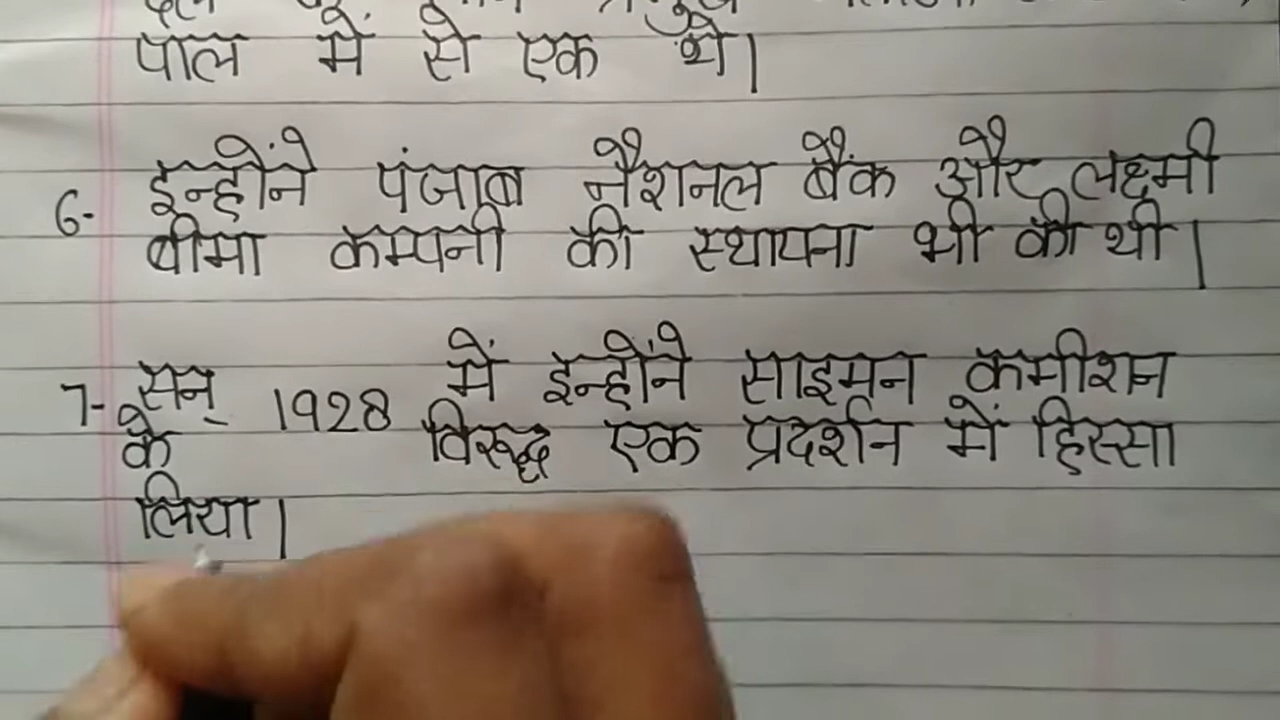 पाल में से एक थे।
6- इन्होंने पंजाब नैशनल बैंक और लक्ष्मी
बीमा कम्पनी की स्थापना भी की थी।
7- सन् 1928 में इन्होंने साइमन कमीशन
के विरूद्ध एक प्रदर्शन में हिस्सा
लिया।